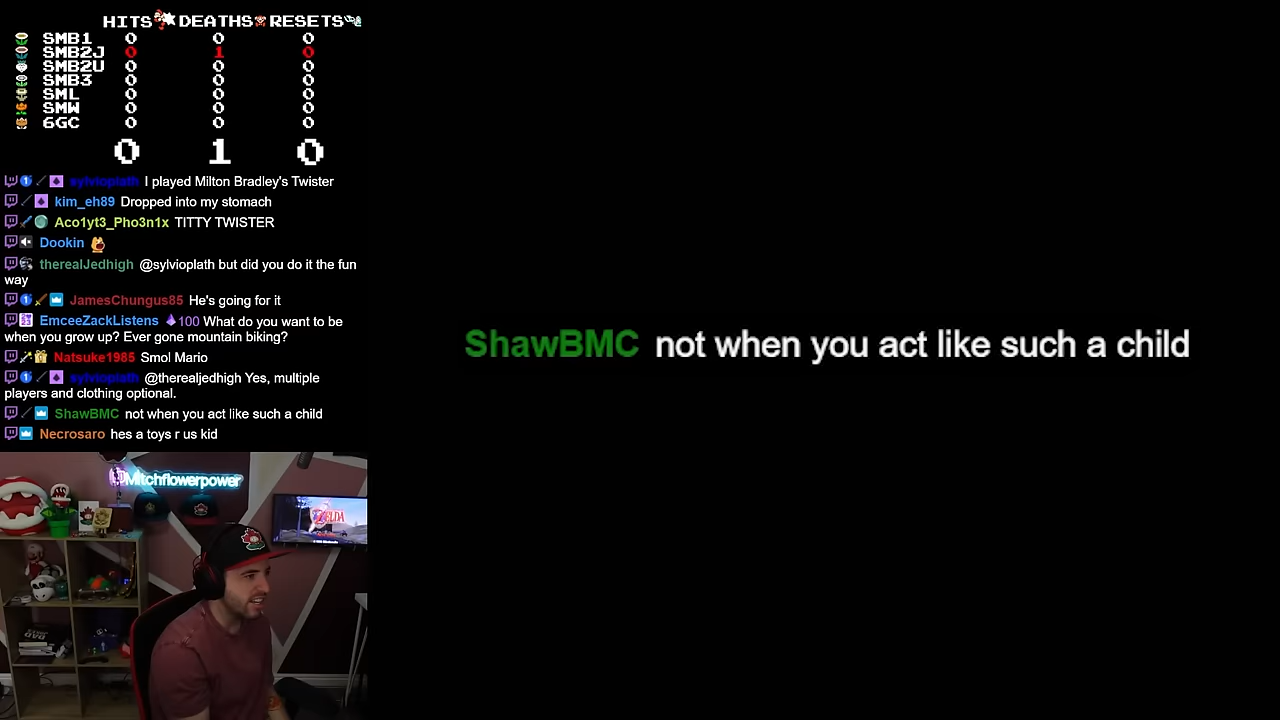 HITS DEATHS RESETS
SMB1 0 0 0
SMB2J 0 1 0
SMB2U 0 0 0
SMB3 0 0 0
SML 0 0 0
SMW 0 0 0
6GC 0 0 0
0 1 0
sylvioplath I played Milton Bradley's Twister
kim_eh89 Dropped into my stomach
Aco1yt3_Pho3n1x TITTY TWISTER
Dookin
therealJedhigh @sylvioplath but did you do it the fun
way
JamesChungus85 He's going for it
EmceeZackListens 100 What do you want to be
when you grow up? Ever gone mountain biking?
Natsuke1985 Smol Mario
sylvioplath @therealjedhigh Yes, multiple
players and clothing optional.
ShawBMC not when you act like such a child
Necrosaro hes a toys r us kid
ShawBMC not when you act like such a child
Mitchflowerpower
ZELDA